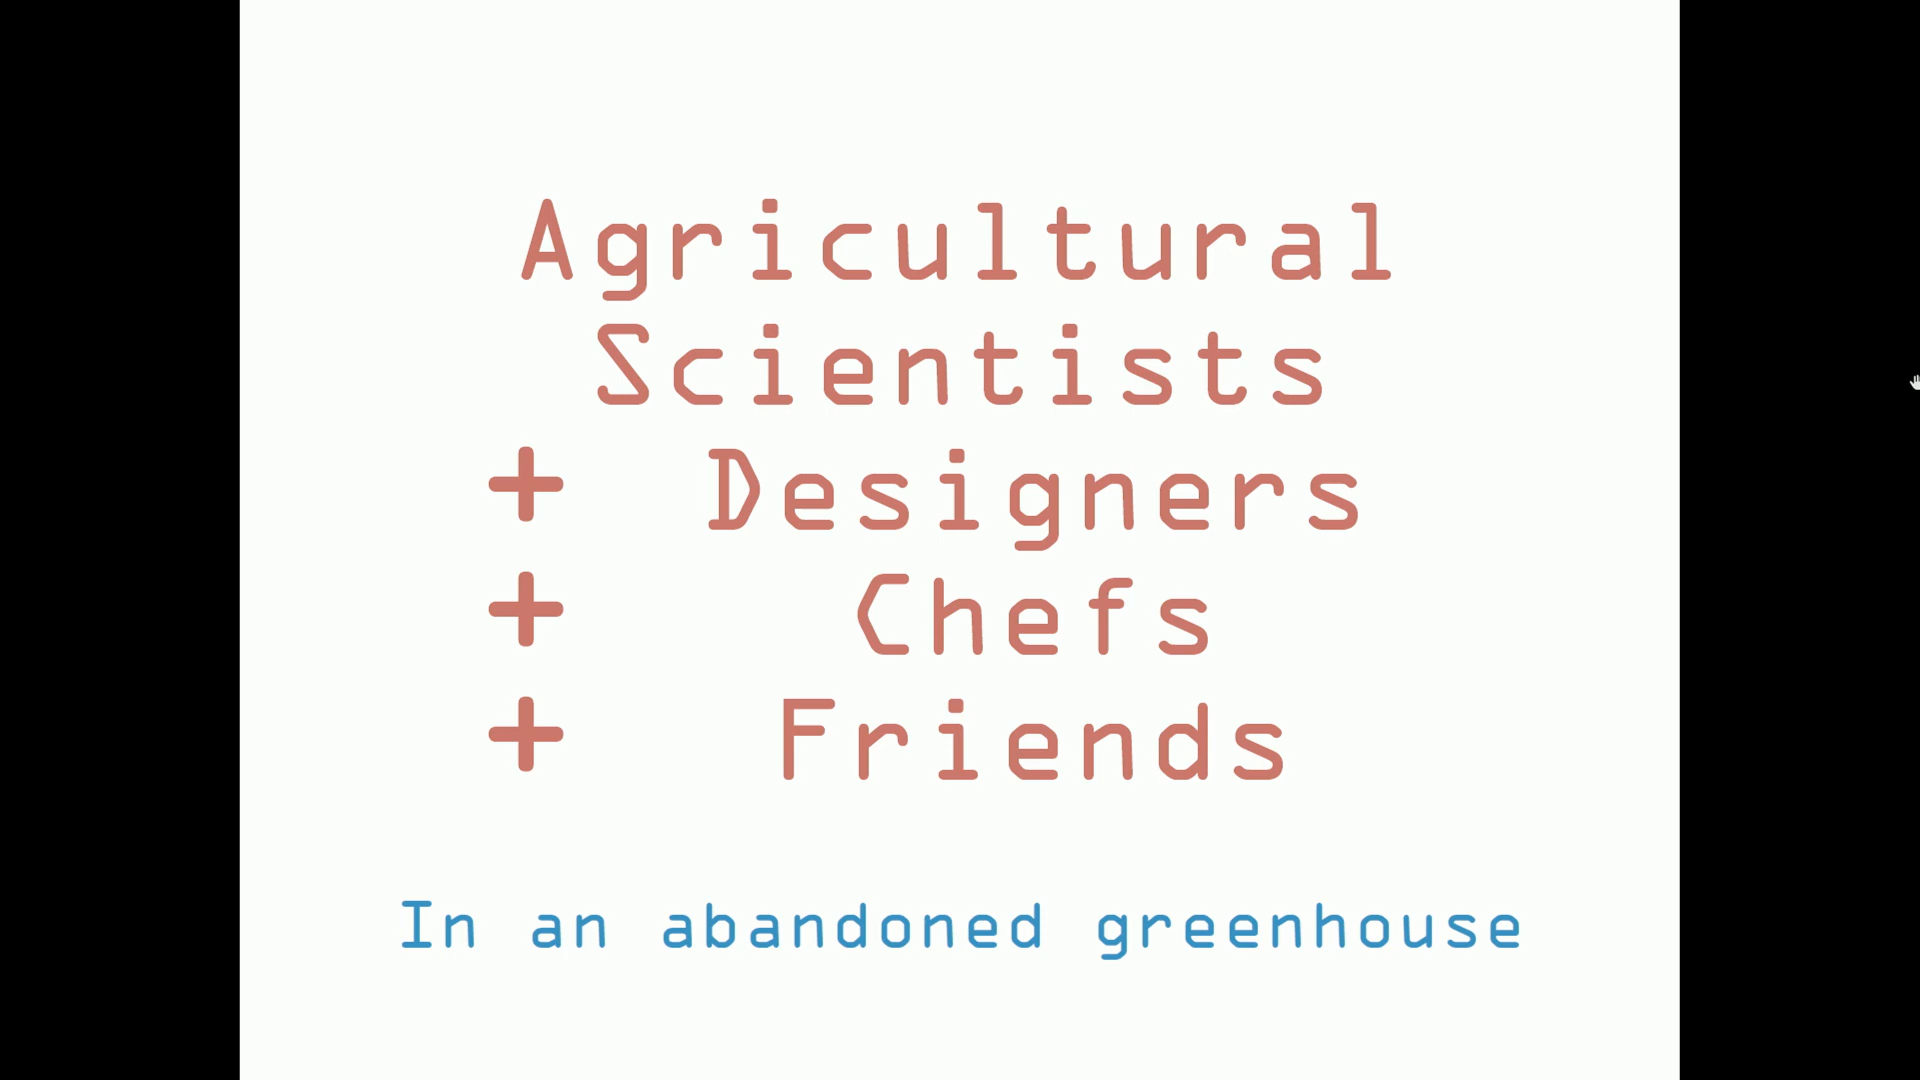 Agricultural
Scientists
+ Designers
+ Chefs
+ Friends
In an abandoned greenhouse